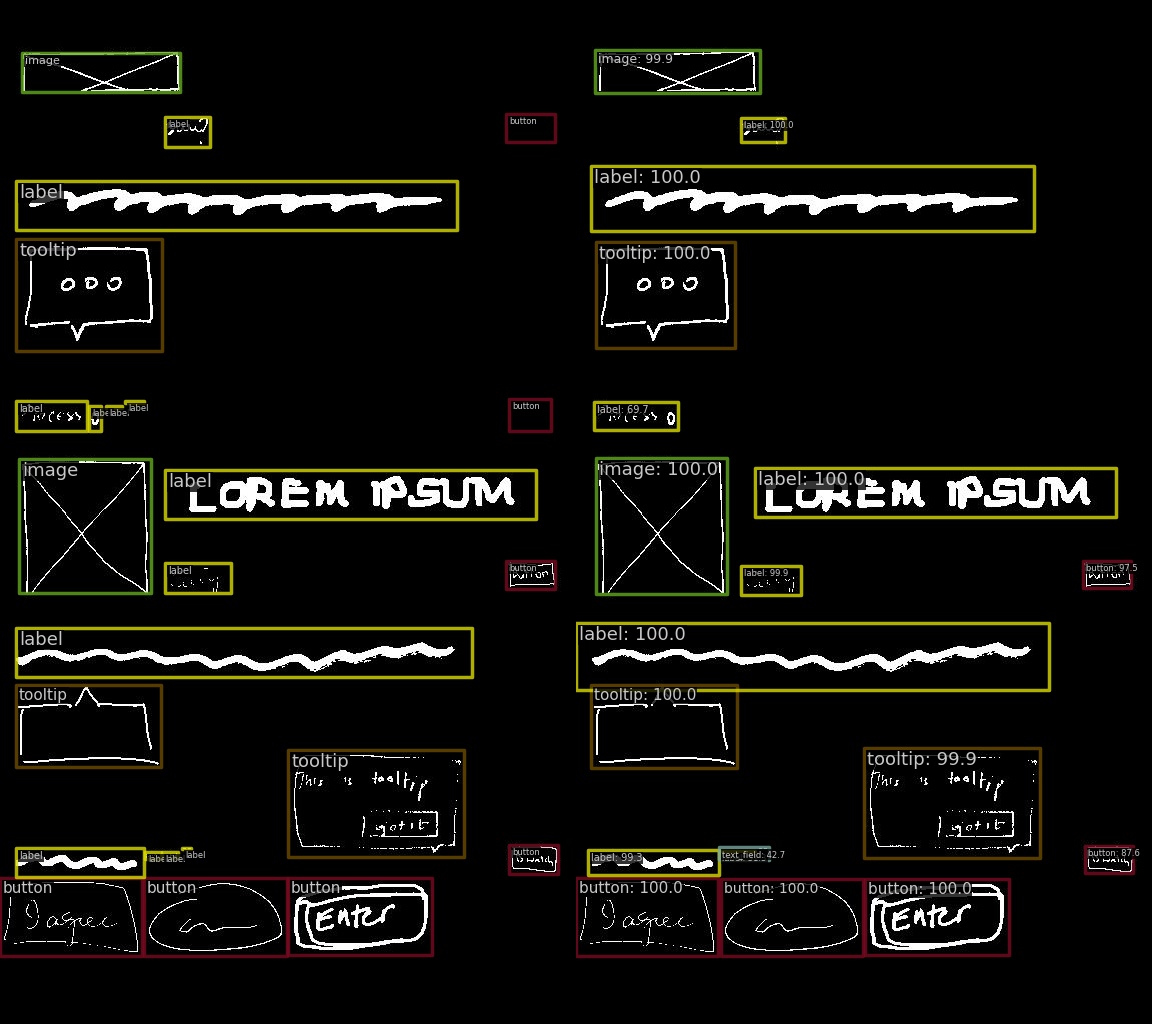 image
image: 99.9
label
label: 100.0
button
label
label: 100.0
tooltip
tooltip: 100.0
label
label
label
label
button
label: 69.7
image
image: 100.0
label
LOREM IPSUM
label: 100.0
LOREM IPSUM
label
button
button
label: 99.9
button: 97.5
button
label
label: 100.0
tooltip
tooltip: 100.0
tooltip
This is tooltip
got it
tooltip: 99.9
This is tooltip
got it
label
label
label
label
button
label: 99.3
text_field: 42.7
button: 87.6
button
button
button
Enter
button: 100.0
button: 100.0
button: 100.0
Enter